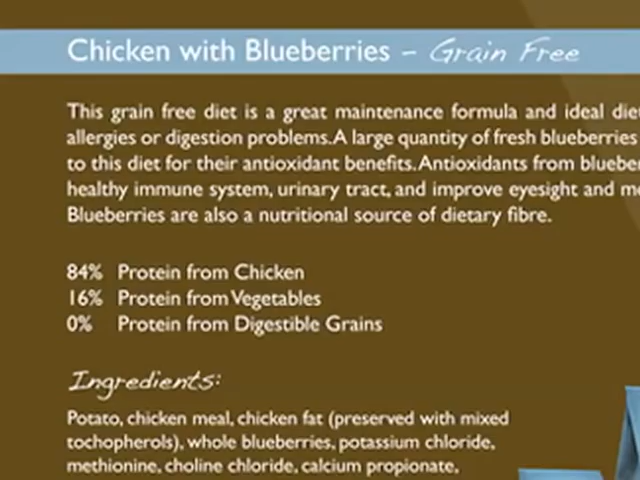 Chicken with Blueberries – Grain Free
This grain free diet is a great maintenance formula and ideal
allergies or digestion problems. A large quantity of fresh blueberries
to this diet for their antioxidant benefits. Antioxidants from
healthy immune system, urinary tract, and improve eyesight and
Blueberries are also a nutritional source of dietary fibre.
84% Protein from Chicken
16% Protein from Vegetables
0% Protein from Digestible Grains
Ingredients:
Potato, chicken meal, chicken fat (preserved with mixed
tochopherols), whole blueberries, potassium chloride,
methionine, choline chloride, calcium propionate,